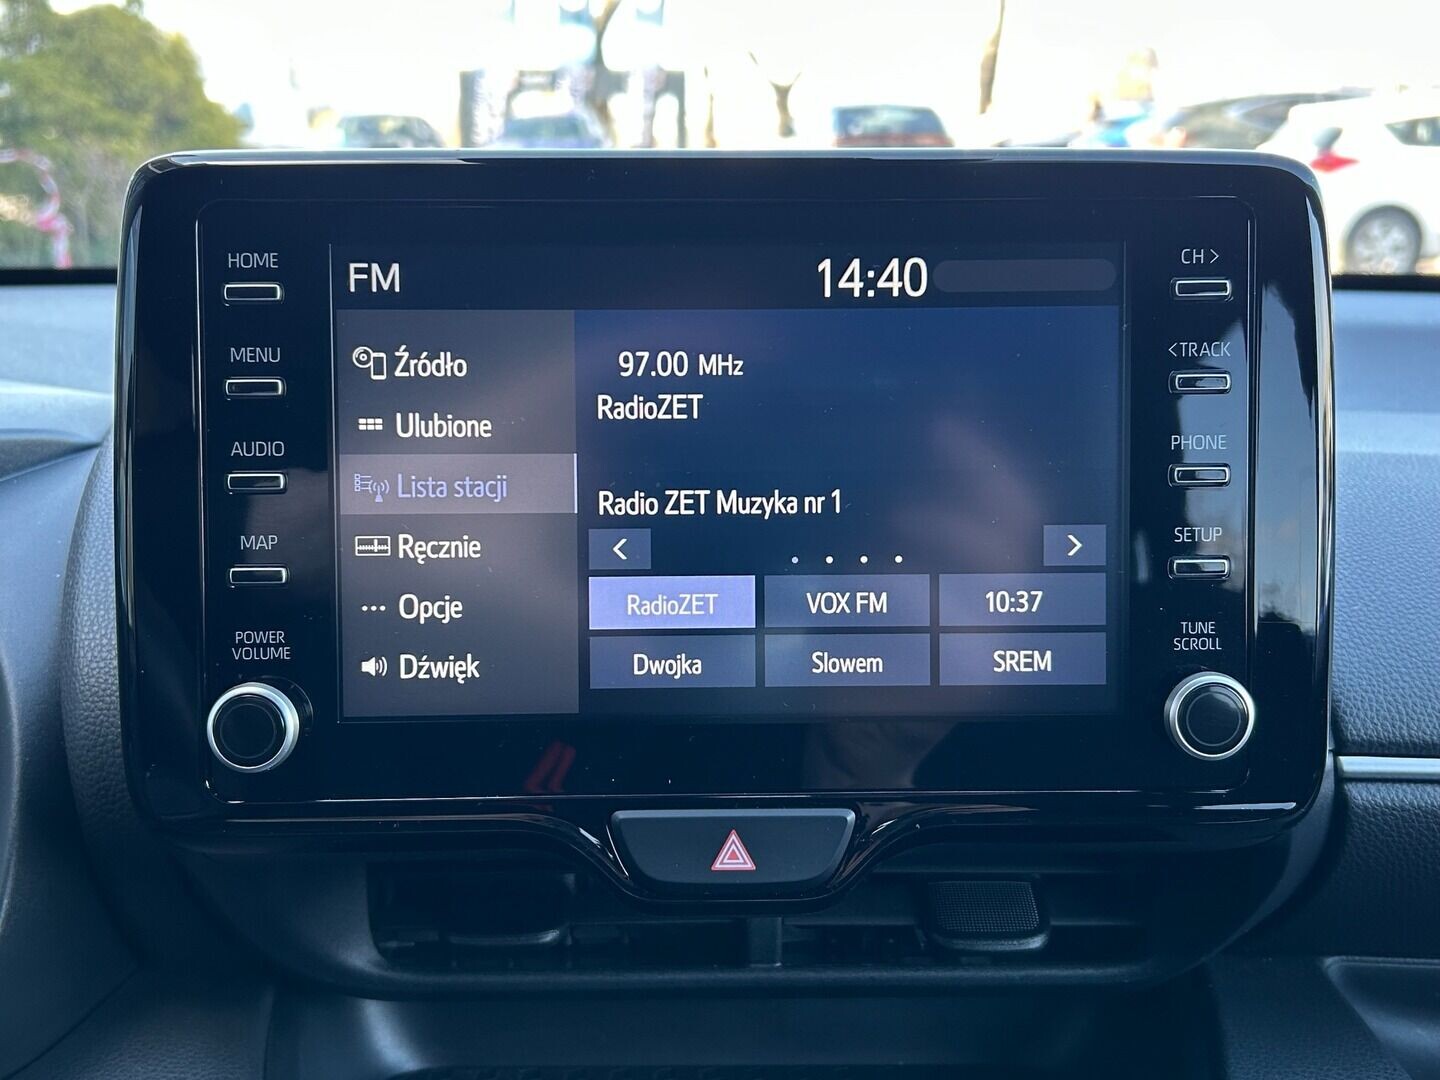 HOME
MENU
AUDIO
MAP
POWER
VOLUME
FM
14:40
Źródło
Ulubione
Lista stacji
Ręcznie
Opcje
Dźwięk
97.00 MHz
RadioZET
Radio ZET Muzyka nr 1
<
>
RadioZET
VOX FM
10:37
Dwojka
Slowem
SREM
CH >
<TRACK
PHONE
SETUP
TUNE
SCROLL